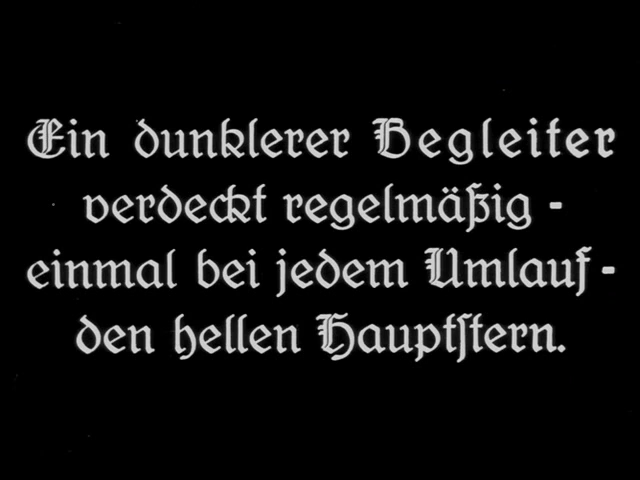 Ein dunklerer Begleiter
verdeckt regelmäßig -
einmal bei jedem Umlauf -
den hellen Hauptſtern.